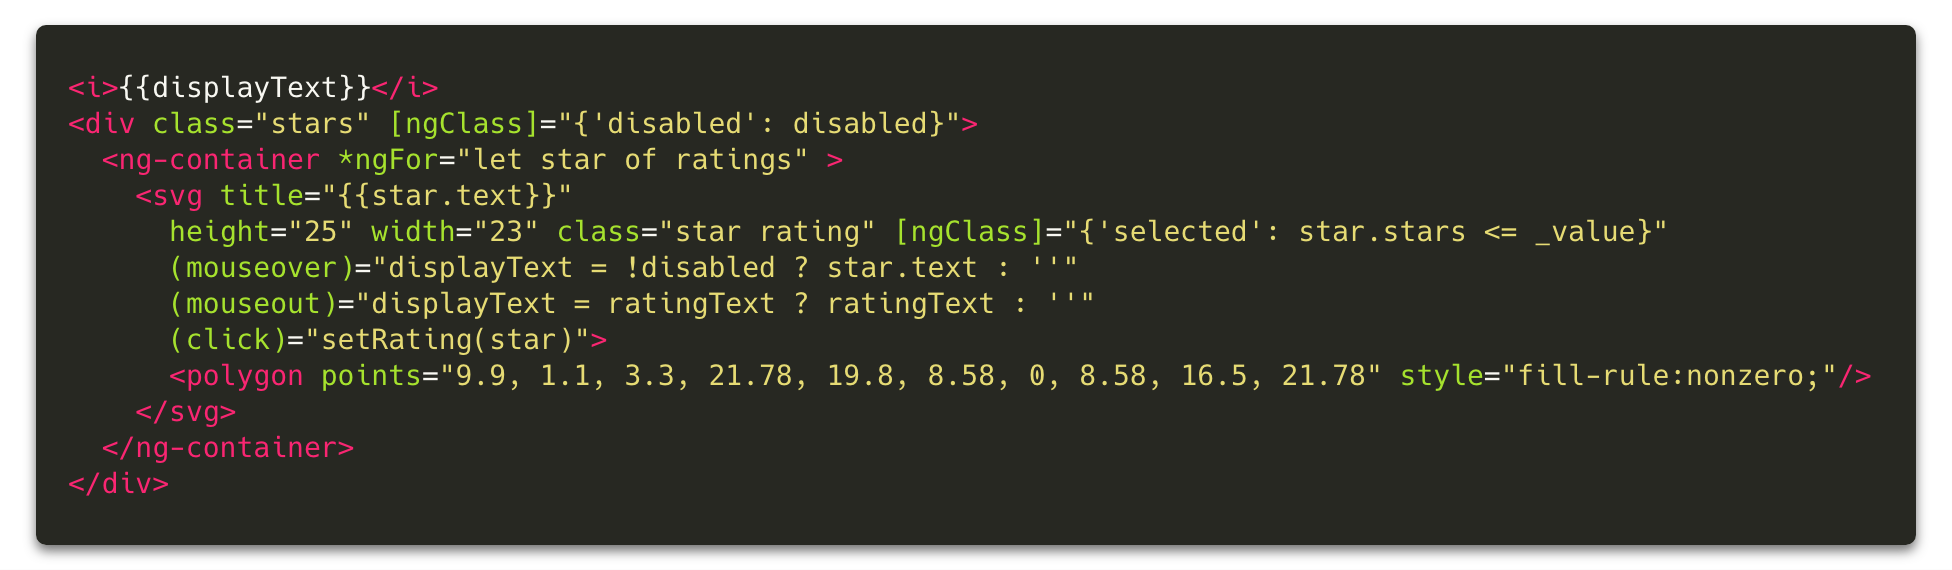 <i>{{displayText}}</i>
<div class="stars" [ngClass]="{'disabled': disabled}">
  <ng-container *ngFor="let star of ratings" >
    <svg title="{{star.text}}"
      height="25" width="23" class="star rating" [ngClass]="{'selected': star.stars <= _value}"
      (mouseover)="displayText = !disabled ? star.text : ''"
      (mouseout)="displayText = ratingText ? ratingText : ''"
      (click)="setRating(star)">
      <polygon points="9.9, 1.1, 3.3, 21.78, 19.8, 8.58, 0, 8.58, 16.5, 21.78" style="fill-rule:nonzero;"/>
    </svg>
  </ng-container>
</div>